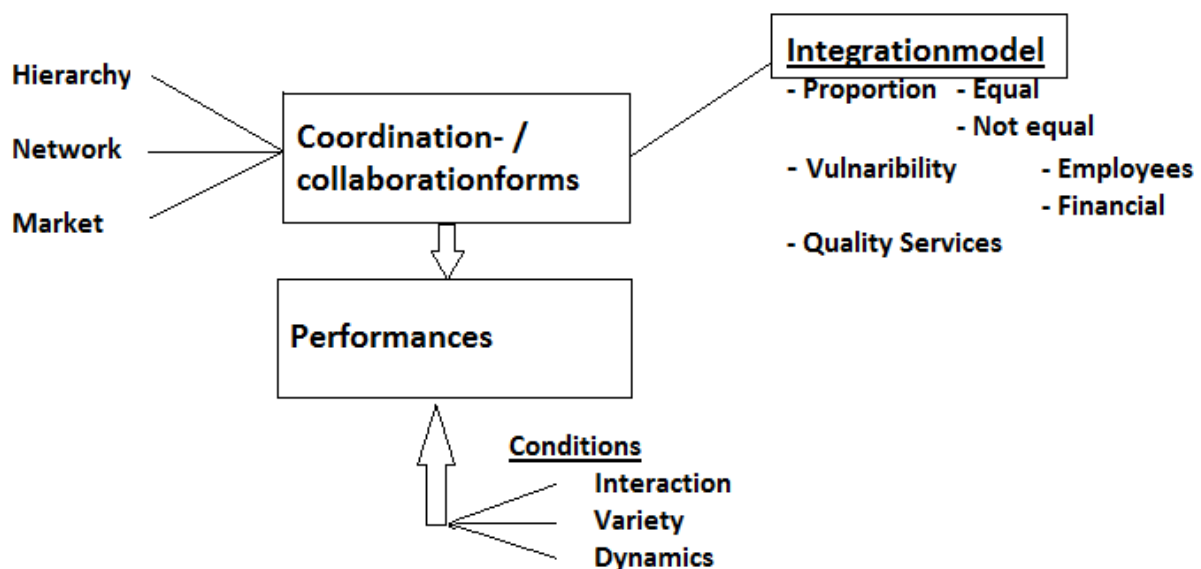 Hierarchy
Network
Market
Coordination- /
collaborationforms
Integrationmodel
- Proportion - Equal
- Not equal
- Vulnaribility - Employees
- Financial
- Quality Services
Performances
Conditions
Interaction
Variety
Dynamics